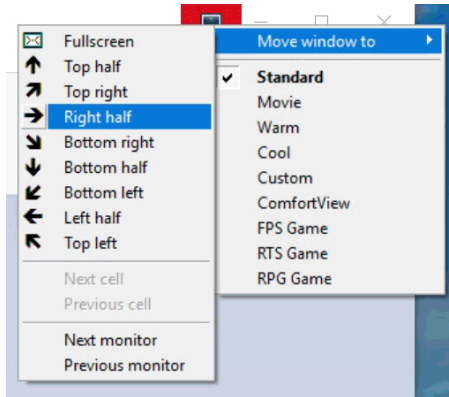 Fullscreen
Top half
Top right
Right half
Bottom right
Bottom half
Bottom left
Left half
Top left
Next cell
Previous cell
Next monitor
Previous monitor
Move window to
Standard
Movie
Warm
Cool
Custom
ComfortView
FPS Game
RTS Game
RPG Game